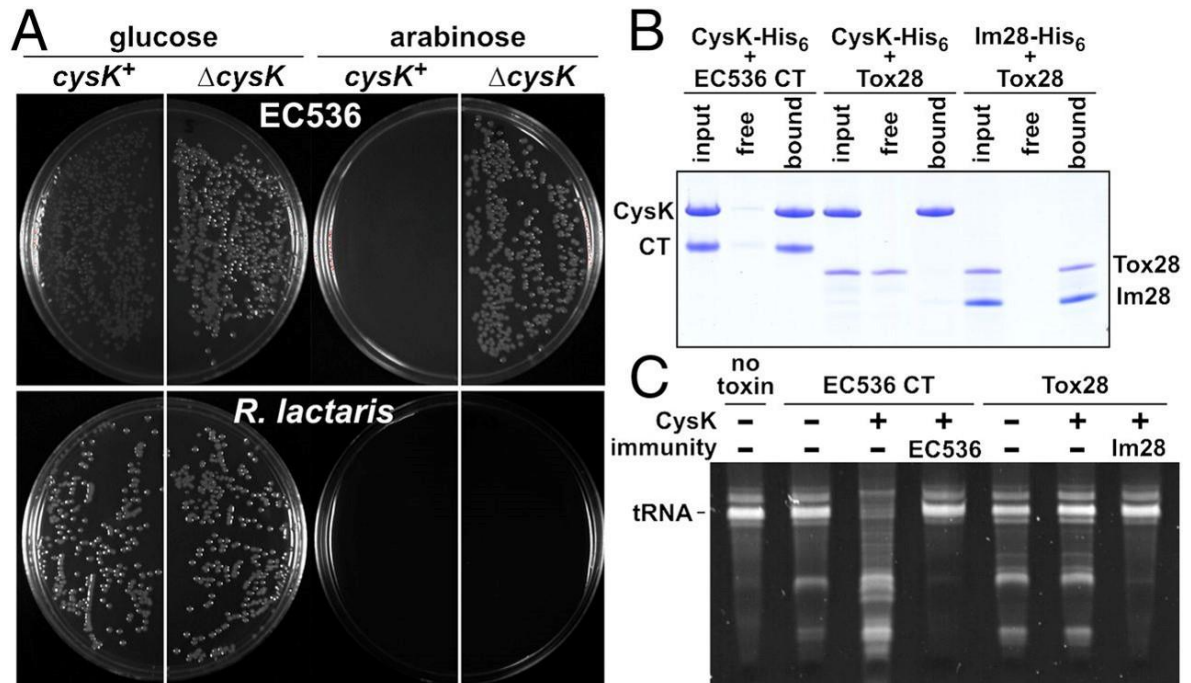 A
glucose arabinose
cysK+ ΔcysK cysK+ ΔcysK
EC536
R. lactaris
B
CysK-His6 CysK-His6 Im28-His6
+ + +
EC536 CT Tox28 Tox28
input free bound input free bound input free bound
CysK
CT
Tox28
Im28
C
no toxin EC536 CT Tox28
CysK - - + + - + +
immunity - - - EC536 - - Im28
tRNA-